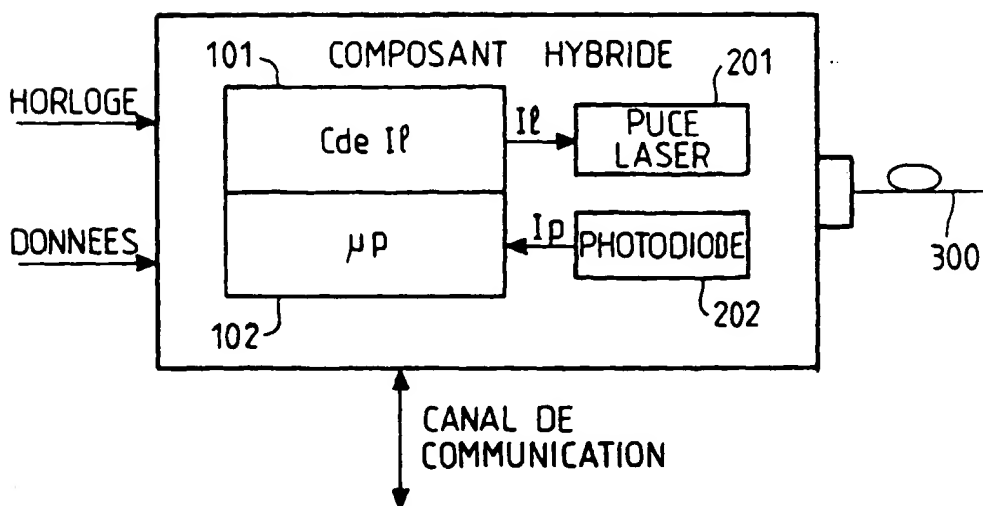 COMPOSANT HYBRIDE
101
201
HORLOGE
Cde Il
Il
PUCE
LASER
DONNEES
µp
Ip
PHOTODIODE
300
102
202
CANAL DE
COMMUNICATION